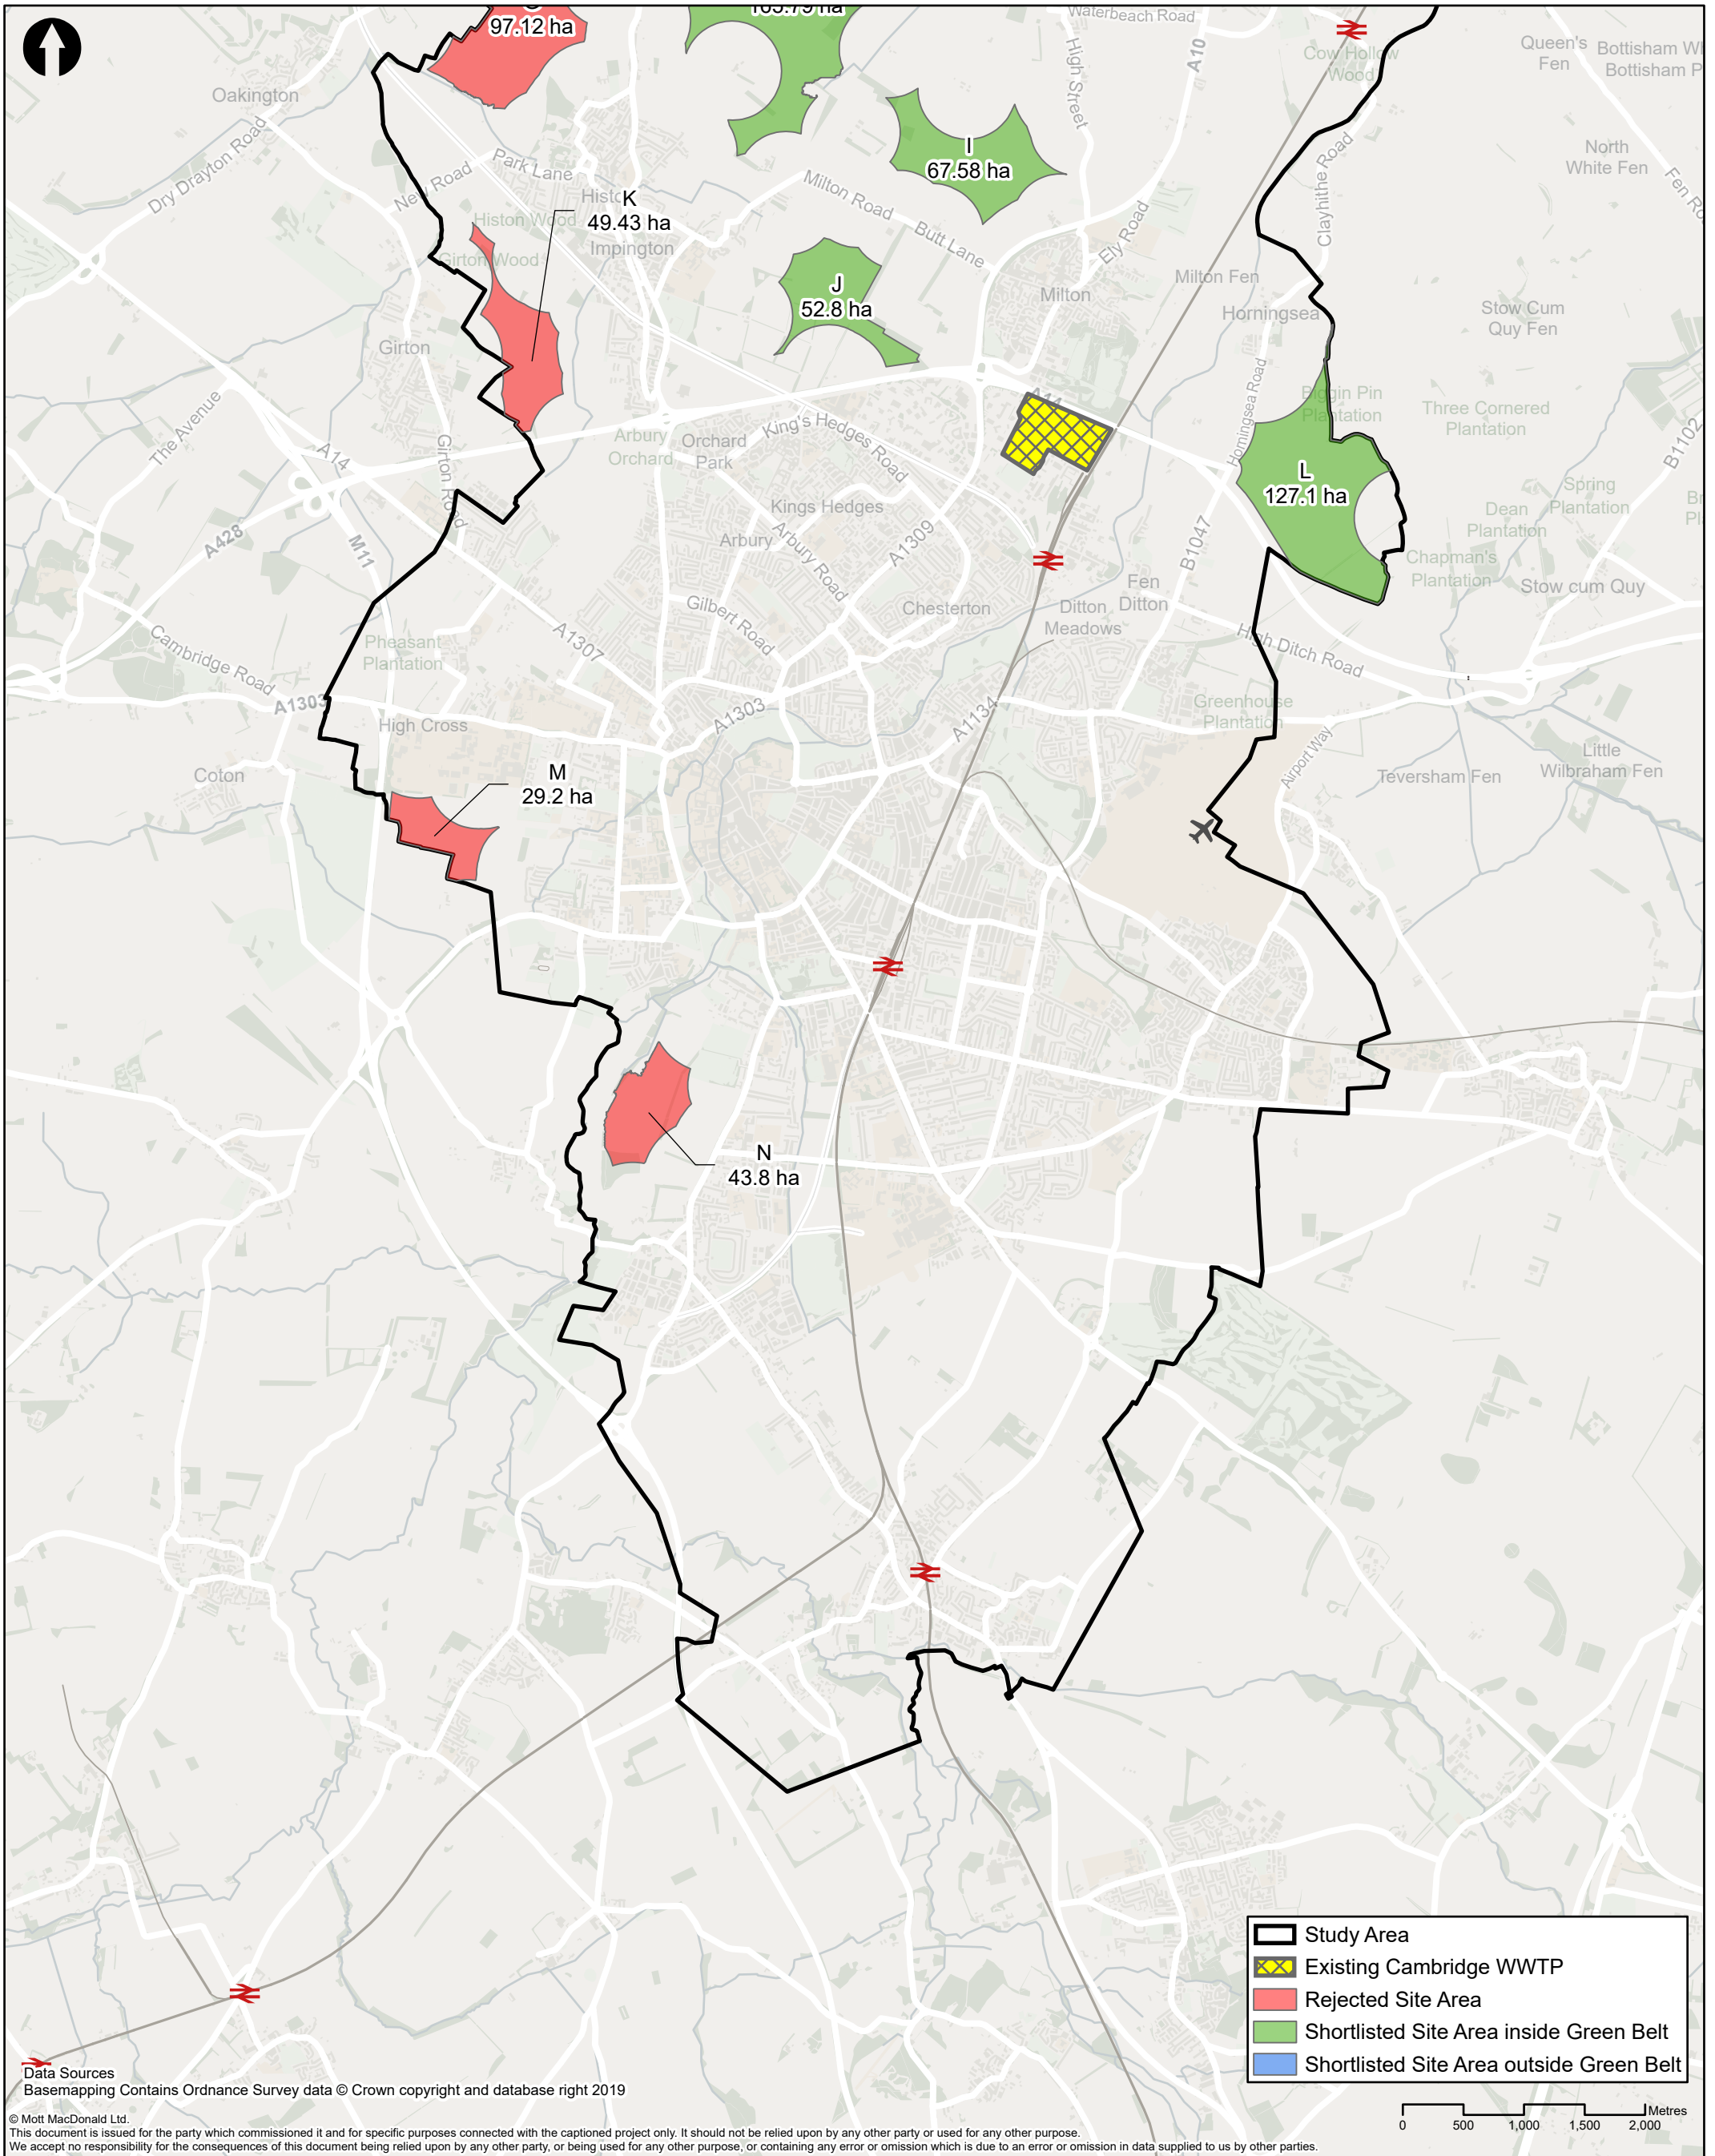 97.12 ha
Waterbeach Road
Cow Hollow
Wood
Queen's
Fen
Oakington
High Street
A10
I
67.58 ha
North
White Fen
Dry Drayton Road
New Road
Park Lane
Clayhithe Road
K
49.43 ha
Histon Wood
Impington
Milton Road
Butt Lane
Ely Road
Girton Wood
J
52.8 ha
Milton
Milton Fen
Horningsea
Stow Cum
Quy Fen
Girton
The Avenue
A14
Girton Road
Arbury
Orchard
Orchard
Park
King's Hedges Road
A14
Horningsea Road
Biggin Pin
Plantation
Three Cornered
Plantation
B1102
L
127.1 ha
Spring
Plantation
Dean
Plantation
Kings Hedges
Arbury
Arbury Road
A1309
A428
M11
B1047
Chapman's
Plantation
Stow cum Quy
Fen
Ditton
Ditton
Meadows
Chesterton
Gilbert Road
A1307
Pheasant
Plantation
Cambridge Road
High Ditch Road
A1303
High Cross
A1303
A1134
Greenhouse
Plantation
Airport Way
Little
Wilbraham Fen
Teversham Fen
Coton
M
29.2 ha
N
43.8 ha
Study Area
Existing Cambridge WWTP
Rejected Site Area
Shortlisted Site Area inside Green Belt
Shortlisted Site Area outside Green Belt
Data Sources
Basemapping Contains Ordnance Survey data © Crown copyright and database right 2019
Metres
0 500 1,000 1,500 2,000
© Mott MacDonald Ltd.
This document is issued for the party which commissioned it and for specific purposes connected with the captioned project only. It should not be relied upon by any other party or used for any other purpose.
We accept no responsibility for the consequences of this document being relied upon by any other party, or being used for any other purpose, or containing any error or omission which is due to an error or omission in data supplied to us by other parties.